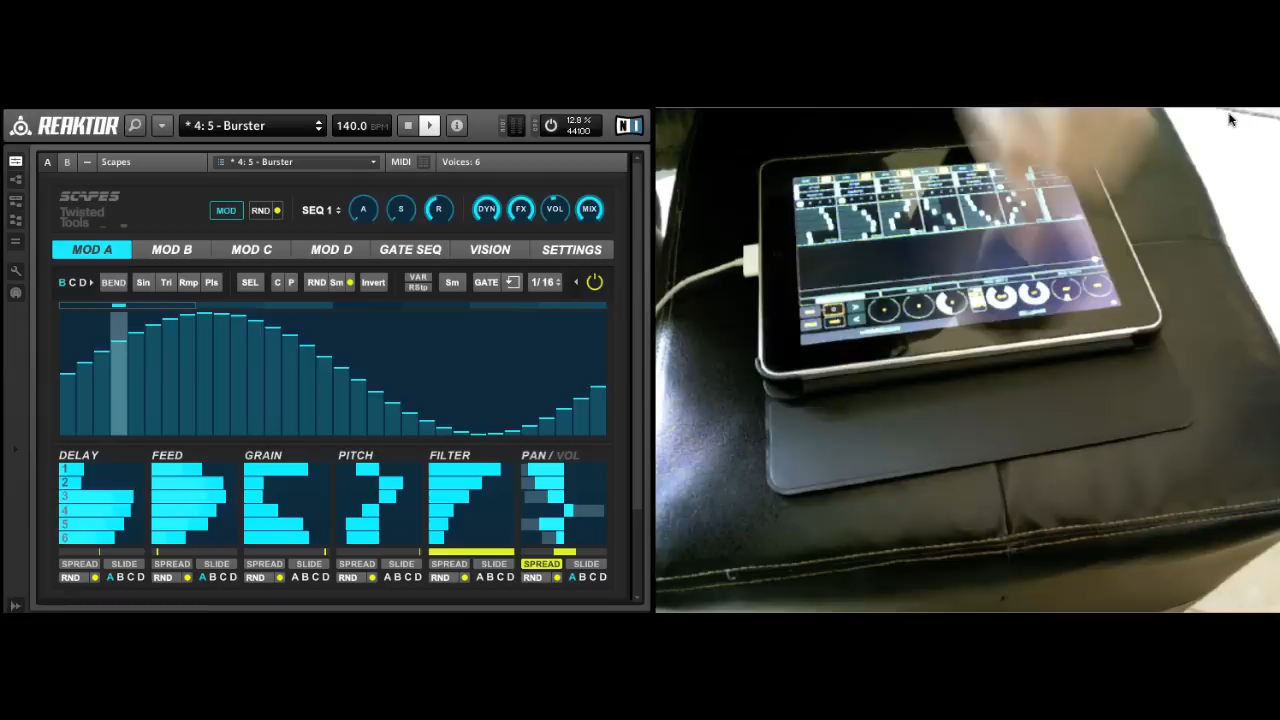 REAKTOR * 4: 5 - Burster 140.0 BPM CPU 12.8 % 44100 NI
A B Scapes * 4: 5 - Burster MIDI Voices: 6
SCAPES
Twisted Tools
MOD RND SEQ 1 A S R DYN FX VOL MIX
MOD A MOD B MOD C MOD D GATE SEQ VISION SETTINGS
B C D BEND Sin Tri Rmp Pls SEL C P RND Sm Invert VAR RStp Sm GATE 1/16
DELAY FEED GRAIN PITCH FILTER PAN / VOL
1
2
3
4
5
6
SPREAD SLIDE SPREAD SLIDE SPREAD SLIDE SPREAD SLIDE SPREAD SLIDE SPREAD SLIDE
RND A B C D RND A B C D RND A B C D RND A B C D RND A B C D RND A B C D